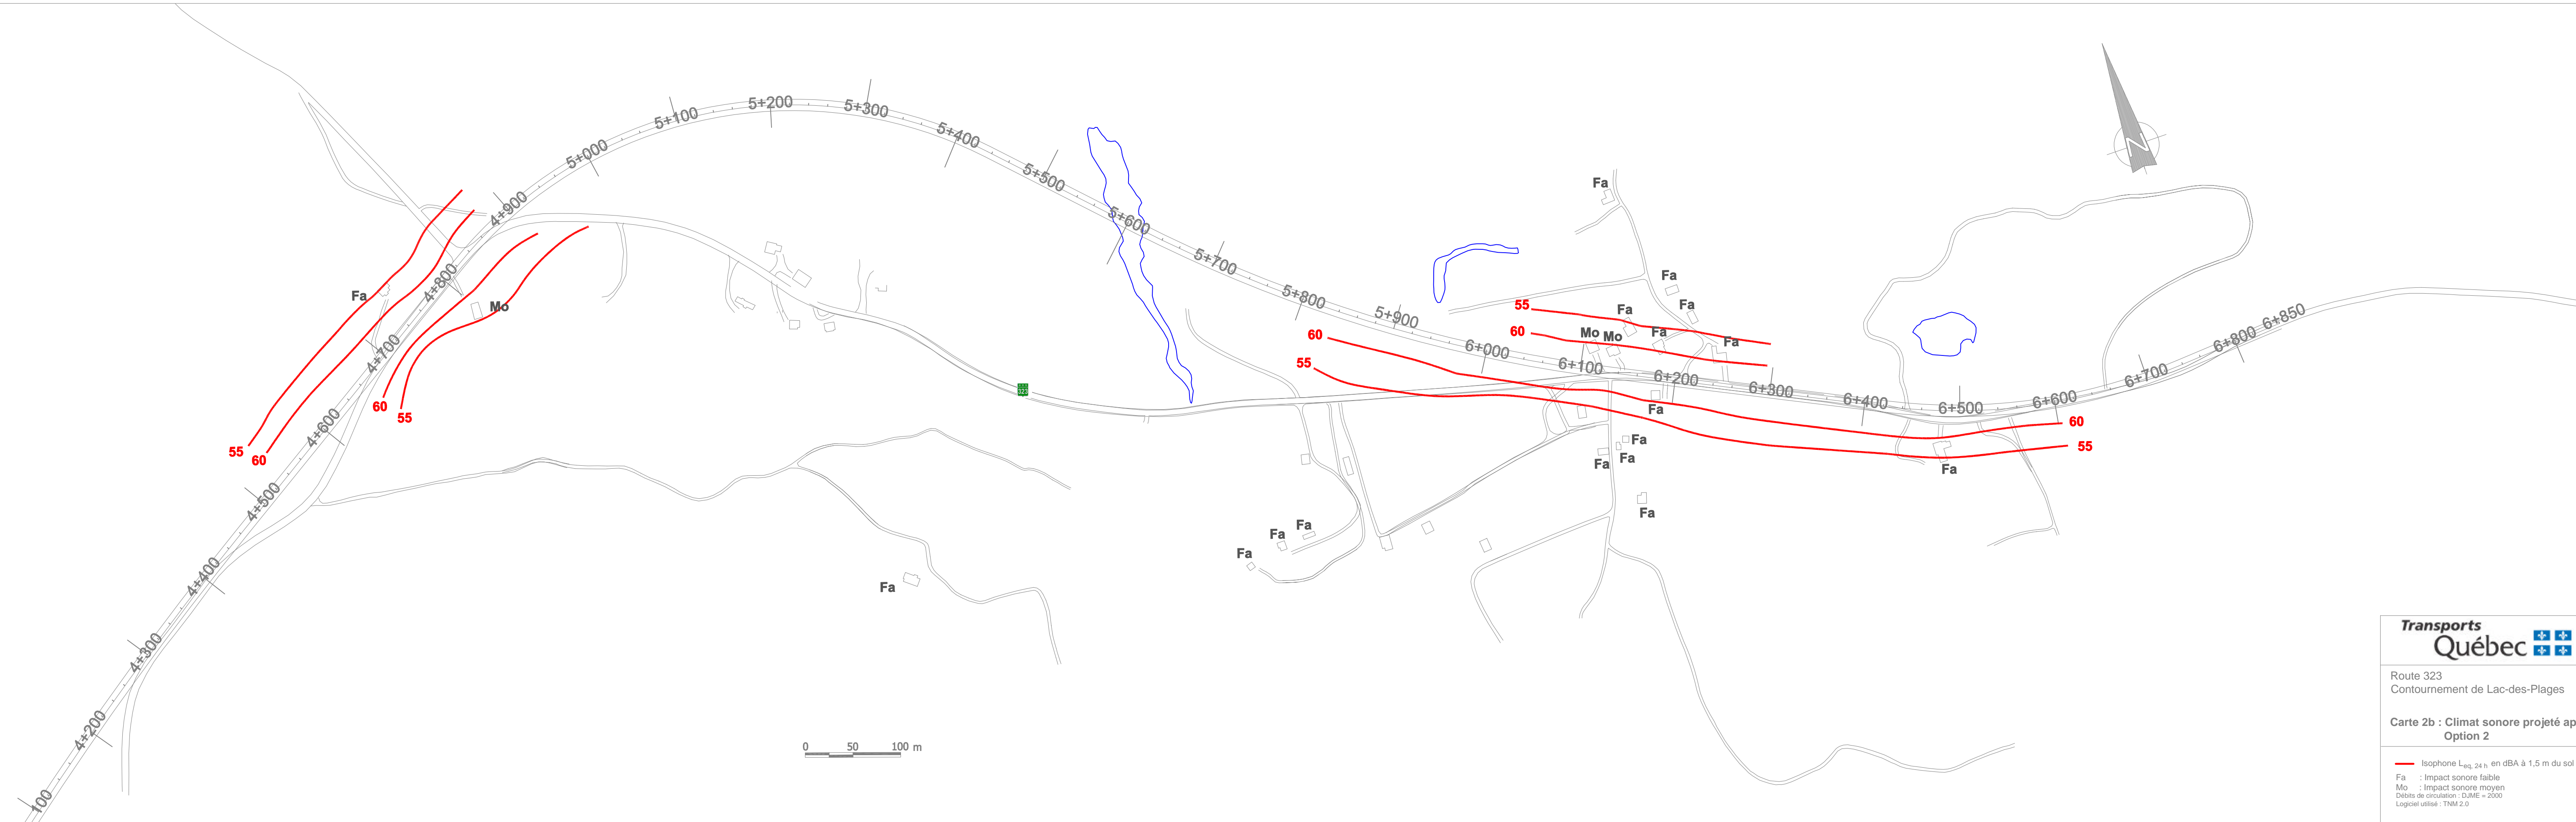 5+200
5+300
5+100
5+400
5+000
5+500
4+900
5+600
5+700
4+800
5+800
5+900
4+700
6+000
6+100
6+200
6+300
6+400
6+500
6+600
6+700
6+800
6+850
4+600
4+500
4+400
4+300
4+200
100
Fa
Mo
55
60
60
55
323
60
55
55
60
Fa
Fa
Fa
Fa
Mo
Mo
Fa
Fa
Fa
Fa
Fa
Fa
Fa
Fa
60
55
Fa
Fa
Fa
Fa
N
0 50 100 m
Transports
Québec
Route 323
Contournement de Lac-des-Plages
Carte 2b : Climat sonore projeté ap
Option 2
Isophone Leq, 24 h en dBA à 1,5 m du sol
Fa : Impact sonore faible
Mo : Impact sonore moyen
Débits de circulation : DJME = 2000
Logiciel utilisé : TNM 2.0